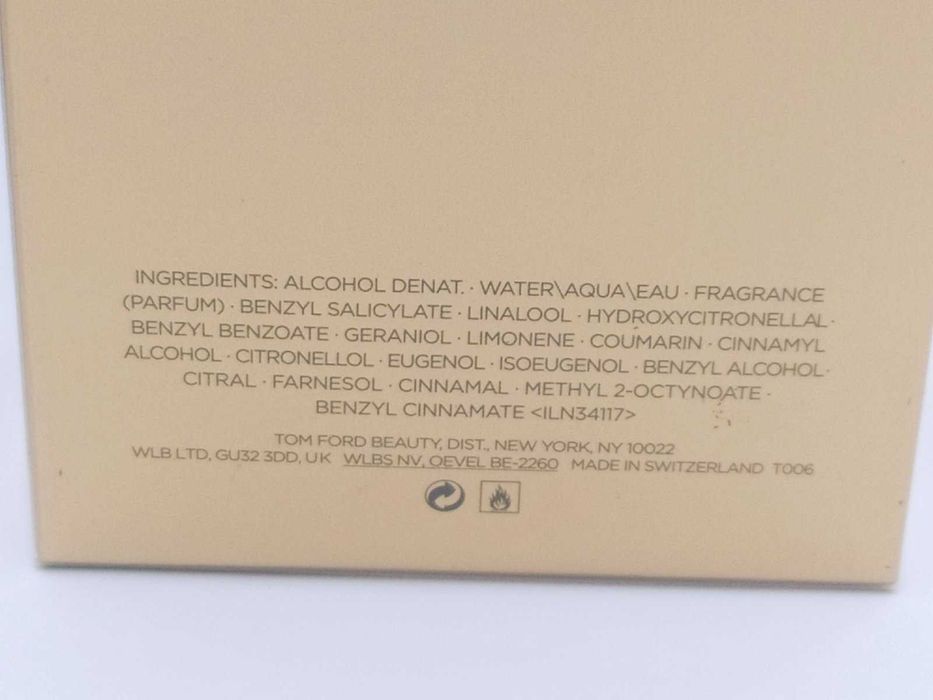 INGREDIENTS: ALCOHOL DENAT. · WATER\AQUA\EAU · FRAGRANCE
(PARFUM) · BENZYL SALICYLATE · LINALOOL · HYDROXYCITRONELLAL ·
BENZYL BENZOATE · GERANIOL · LIMONENE · COUMARIN · CINNAMYL
ALCOHOL · CITRONELLOL · EUGENOL · ISOEUGENOL · BENZYL ALCOHOL ·
CITRAL · FARNESOL · CINNAMAL · METHYL 2-OCTYNOATE ·
BENZYL CINNAMATE <ILN34117>
TOM FORD BEAUTY, DIST., NEW YORK, NY 10022
WLB LTD, GU32 3DD, UK WLBS NV, OEVEL BE-2260 MADE IN SWITZERLAND T006